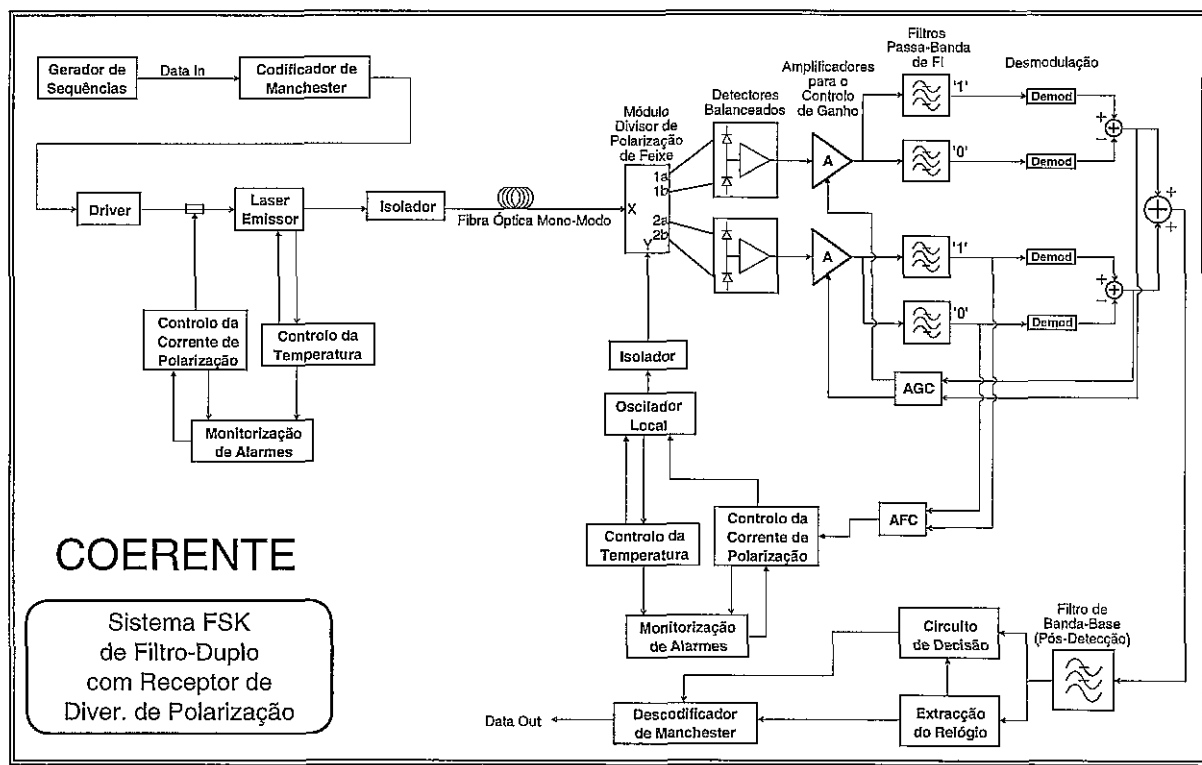 Gerador de
Sequências
Data In
Codificador de
Manchester
Driver
Laser
Emissor
Isolador
Fibra Óptica Mono-Modo
Controlo da
Corrente de
Polarização
Controlo da
Temperatura
Monitorização
de Alarmes
Módulo
Divisor de
Polarização
de Feixe
X
Y
1a
1b
2a
2b
Detectores
Balanceados
Amplificadores
para o
Controlo
de Ganho
A
A
Filtros
Passa-Banda
de FI
'1'
'0'
'1'
'0'
Desmodulação
Demod
Demod
Demod
Demod
+
−
+
−
+
+
AGC
AFC
Isolador
Oscilador
Local
Controlo da
Temperatura
Controlo da
Corrente de
Polarização
Monitorização
de Alarmes
Circuito
de Decisão
Filtro de
Banda-Base
(Pós-Detecção)
Extracção
do Relógio
Descodificador
de Manchester
Data Out
COERENTE
Sistema FSK
de Filtro-Duplo
com Receptor de
Diver. de Polarização